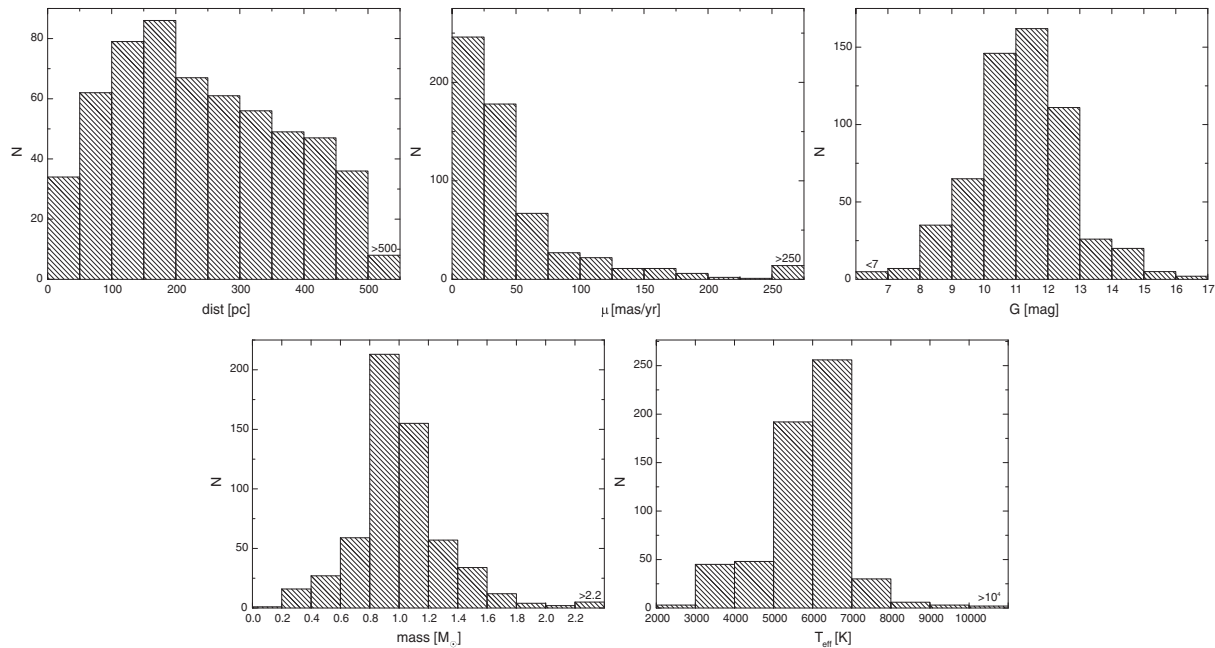 N
80
60
40
20
0
>500
0 100 200 300 400 500
dist [pc]
N
200
100
0
>250
0 50 100 150 200 250
μ [mas/yr]
N
150
100
50
0
<7
7 8 9 10 11 12 13 14 15 16 17
G [mag]
N
200
150
100
50
0
>2.2
0.0 0.2 0.4 0.6 0.8 1.0 1.2 1.4 1.6 1.8 2.0 2.2
mass [M☉]
N
250
200
150
100
50
0
>10⁴
2000 3000 4000 5000 6000 7000 8000 9000 10000
T_eff [K]